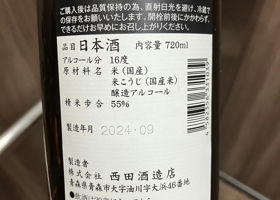 ご購入後は品質保持の為、直射日光を避け、冷蔵で
保存をお願い致します。開栓前後にかかわらず、
できるだけお早めにお召し上がりください。
品目 日本酒 内容量 720ml
アルコール分 16度
原材料名 米(国産)
米こうじ(国産米)
醸造アルコール
精米歩合 55%
製造年月 2024·09
製造者
株式会社 西田酒造店
青森県青森市大字油川字大浜46番地